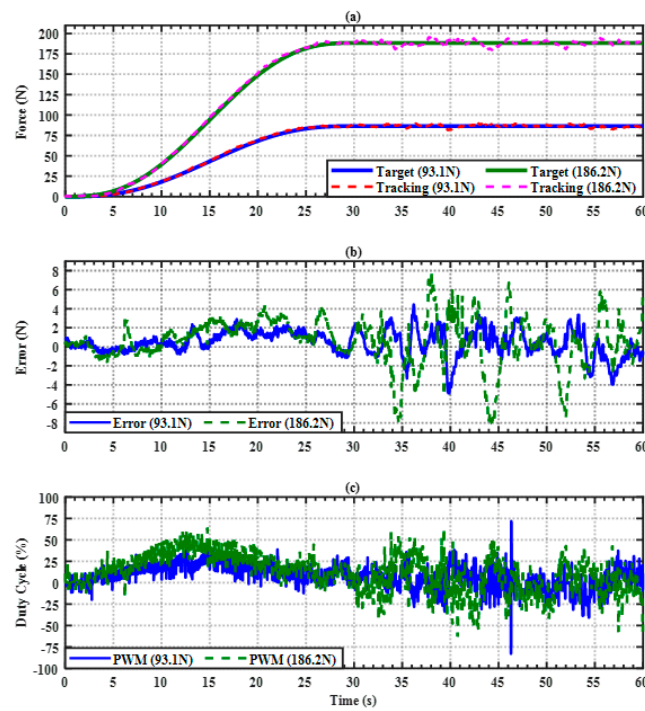 (a)
200
175
150
125
100
75
50
25
0
Force (N)
Target (93.1N) Target (186.2N)
Tracking (93.1N) Tracking (186.2N)
0 5 10 15 20 25 30 35 40 45 50 55 60
(b)
8
6
4
2
0
-2
-4
-6
-8
Error (N)
Error (93.1N) Error (186.2N)
0 5 10 15 20 25 30 35 40 45 50 55 60
(c)
100
75
50
25
0
-25
-50
-75
-100
Duty Cycle (%)
PWM (93.1N) PWM (186.2N)
0 5 10 15 20 25 30 35 40 45 50 55 60
Time (s)